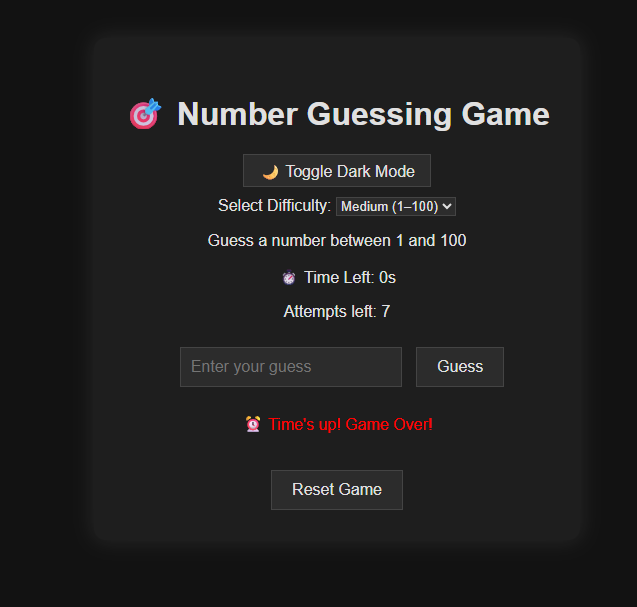 🎯 Number Guessing Game
🌙 Toggle Dark Mode
Select Difficulty: Medium (1–100)
Guess a number between 1 and 100
⏱️ Time Left: 0s
Attempts left: 7
Enter your guess Guess
⏰ Time's up! Game Over!
Reset Game